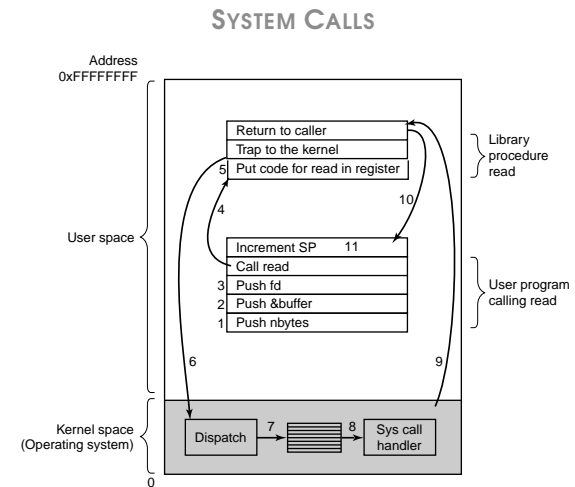 SYSTEM CALLS
Address
0xFFFFFFFF
Return to caller
Trap to the kernel
5 Put code for read in register
Library
procedure
read
4
10
User space
Increment SP 11
Call read
3 Push fd
2 Push &buffer
1 Push nbytes
User program
calling read
6
9
Kernel space
(Operating system)
Dispatch
7
8
Sys call
handler
0